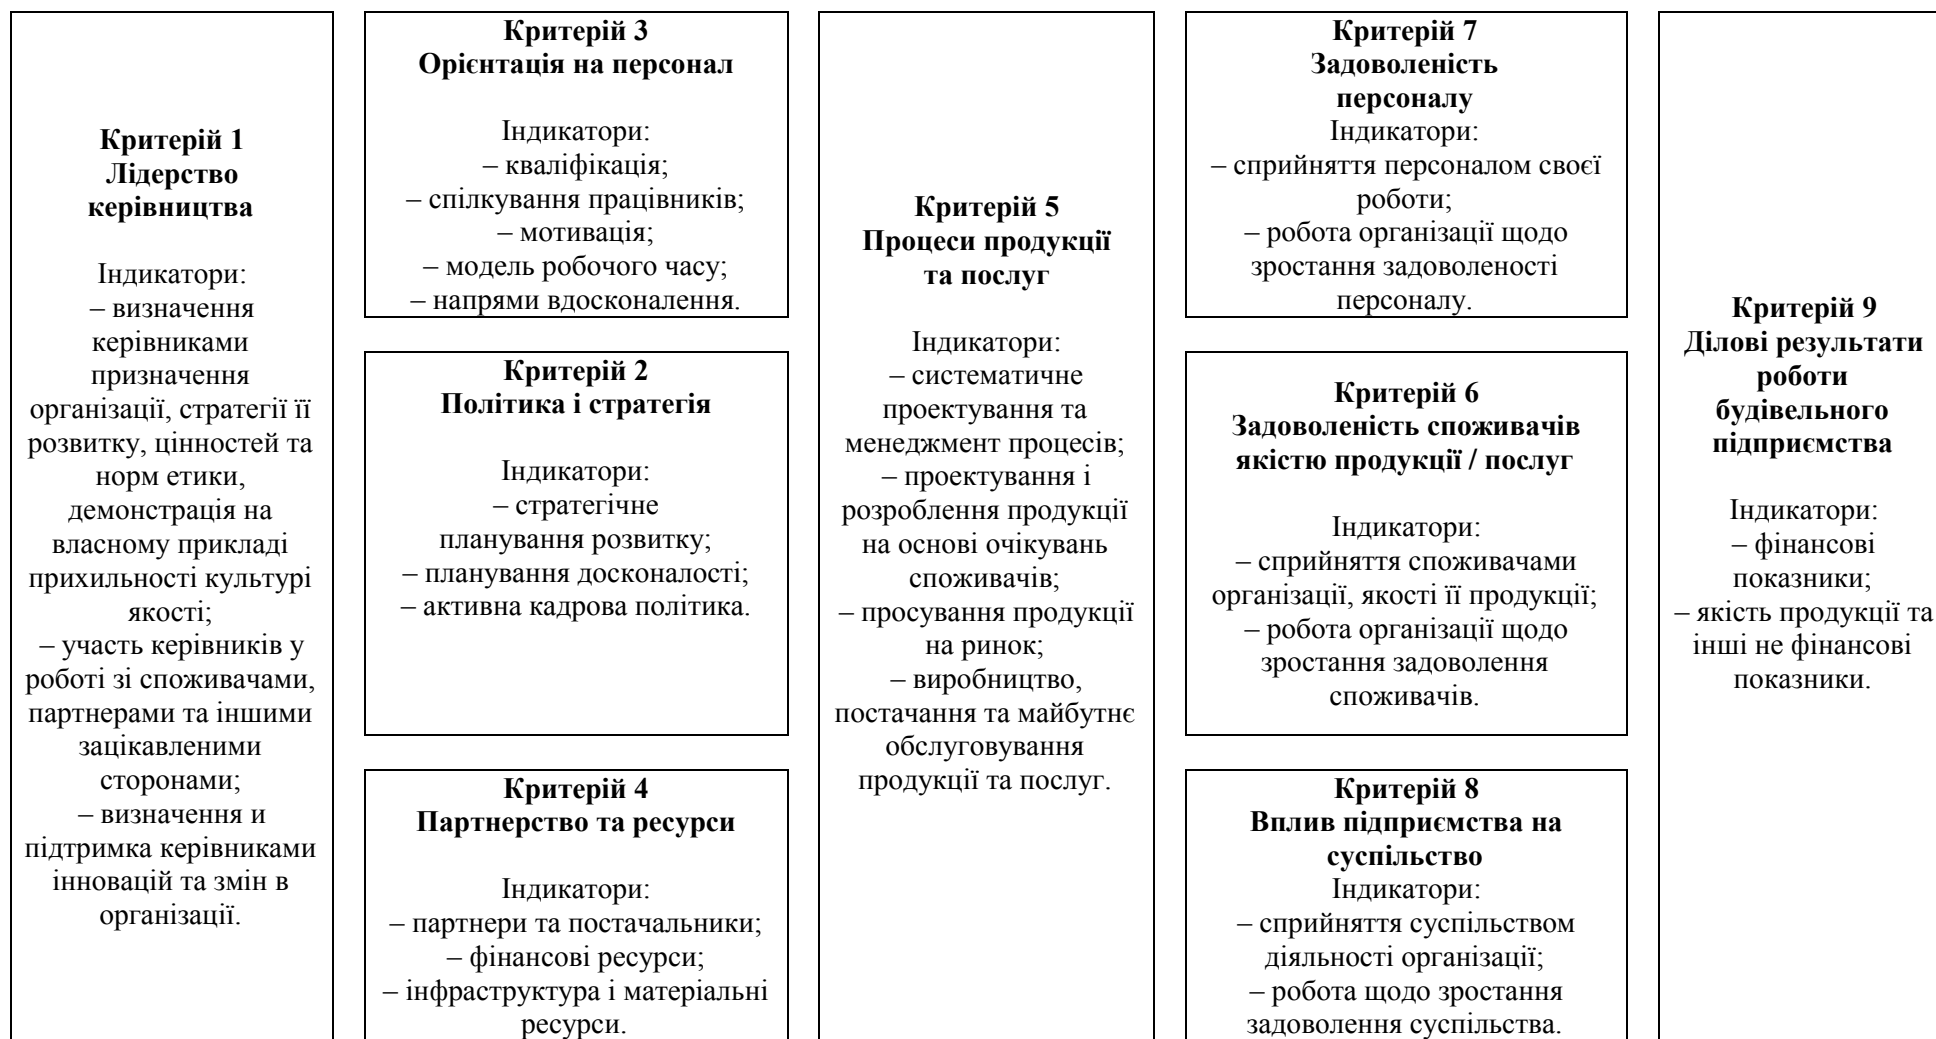 Критерій 1
Лідерство
керівництва
Індикатори:
– визначення
керівниками
призначення
організації, стратегії її
розвитку, цінностей та
норм етики,
демонстрація на
власному прикладі
прихильності культурі
якості;
– участь керівників у
роботі зі споживачами,
партнерами та іншими
зацікавленими
сторонами;
– визначення и
підтримка керівниками
інновацій та змін в
організації.
Критерій 3
Орієнтація на персонал
Індикатори:
– кваліфікація;
– спілкування працівників;
– мотивація;
– модель робочого часу;
– напрями вдосконалення.
Критерій 2
Політика і стратегія
Індикатори:
– стратегічне
планування розвитку;
– планування досконалості;
– активна кадрова політика.
Критерій 4
Партнерство та ресурси
Індикатори:
– партнери та постачальники;
– фінансові ресурси;
– інфраструктура і матеріальні
ресурси.
Критерій 5
Процеси продукції
та послуг
Індикатори:
– систематичне
проектування та
менеджмент процесів;
– проектування і
розроблення продукції
на основі очікувань
споживачів;
– просування продукції
на ринок;
– виробництво,
постачання та майбутнє
обслуговування
продукції та послуг.
Критерій 7
Задоволеність
персоналу
Індикатори:
– сприйняття персоналом своєї
роботи;
– робота організації щодо
зростання задоволеності
персоналу.
Критерій 6
Задоволеність споживачів
якістю продукції / послуг
Індикатори:
– сприйняття споживачами
організації, якості її продукції;
– робота організації щодо
зростання задоволення
споживачів.
Критерій 8
Вплив підприємства на
суспільство
Індикатори:
– сприйняття суспільством
діяльності організації;
– робота щодо зростання
задоволення суспільства.
Критерій 9
Ділові результати
роботи
будівельного
підприємства
Індикатори:
– фінансові
показники;
– якість продукції та
інші не фінансові
показники.